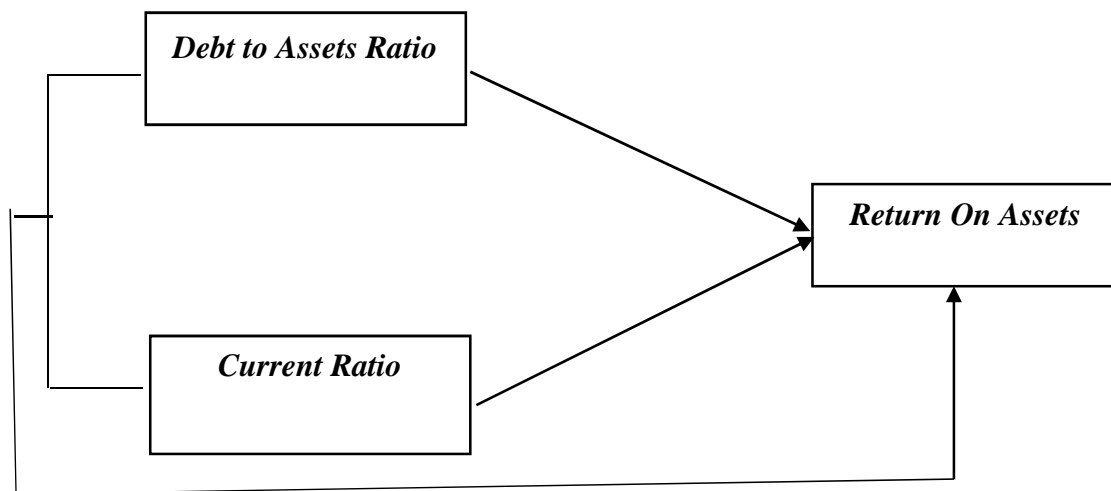 Debt to Assets Ratio
Return On Assets
Current Ratio